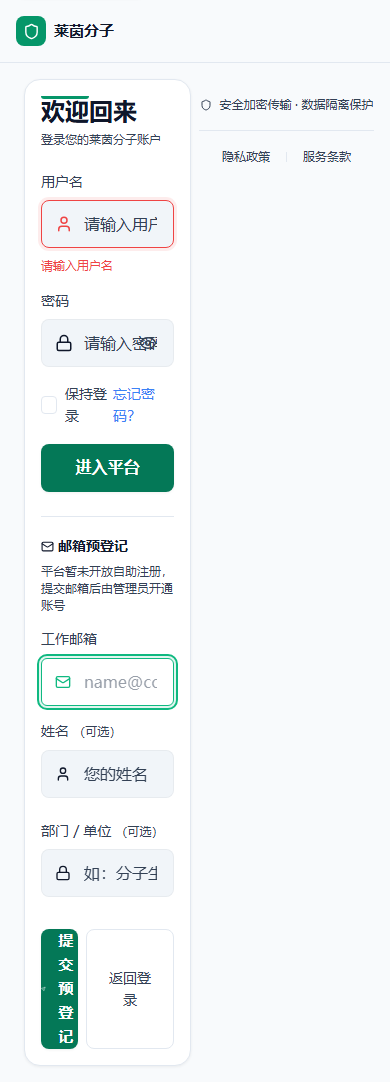 莱茵分子
欢迎回来
登录您的莱茵分子账户
用户名
请输入用户
请输入用户名
密码
请输入密码
保持登
录
忘记密
码？
进入平台
邮箱预登记
平台暂未开放自助注册，
提交邮箱后由管理员开通
账号
工作邮箱
name@co
姓名 （可选）
您的姓名
部门 / 单位 （可选）
如：分子生
提
交
预
登
记
返回登
录
安全加密传输 · 数据隔离保护
隐私政策
服务条款